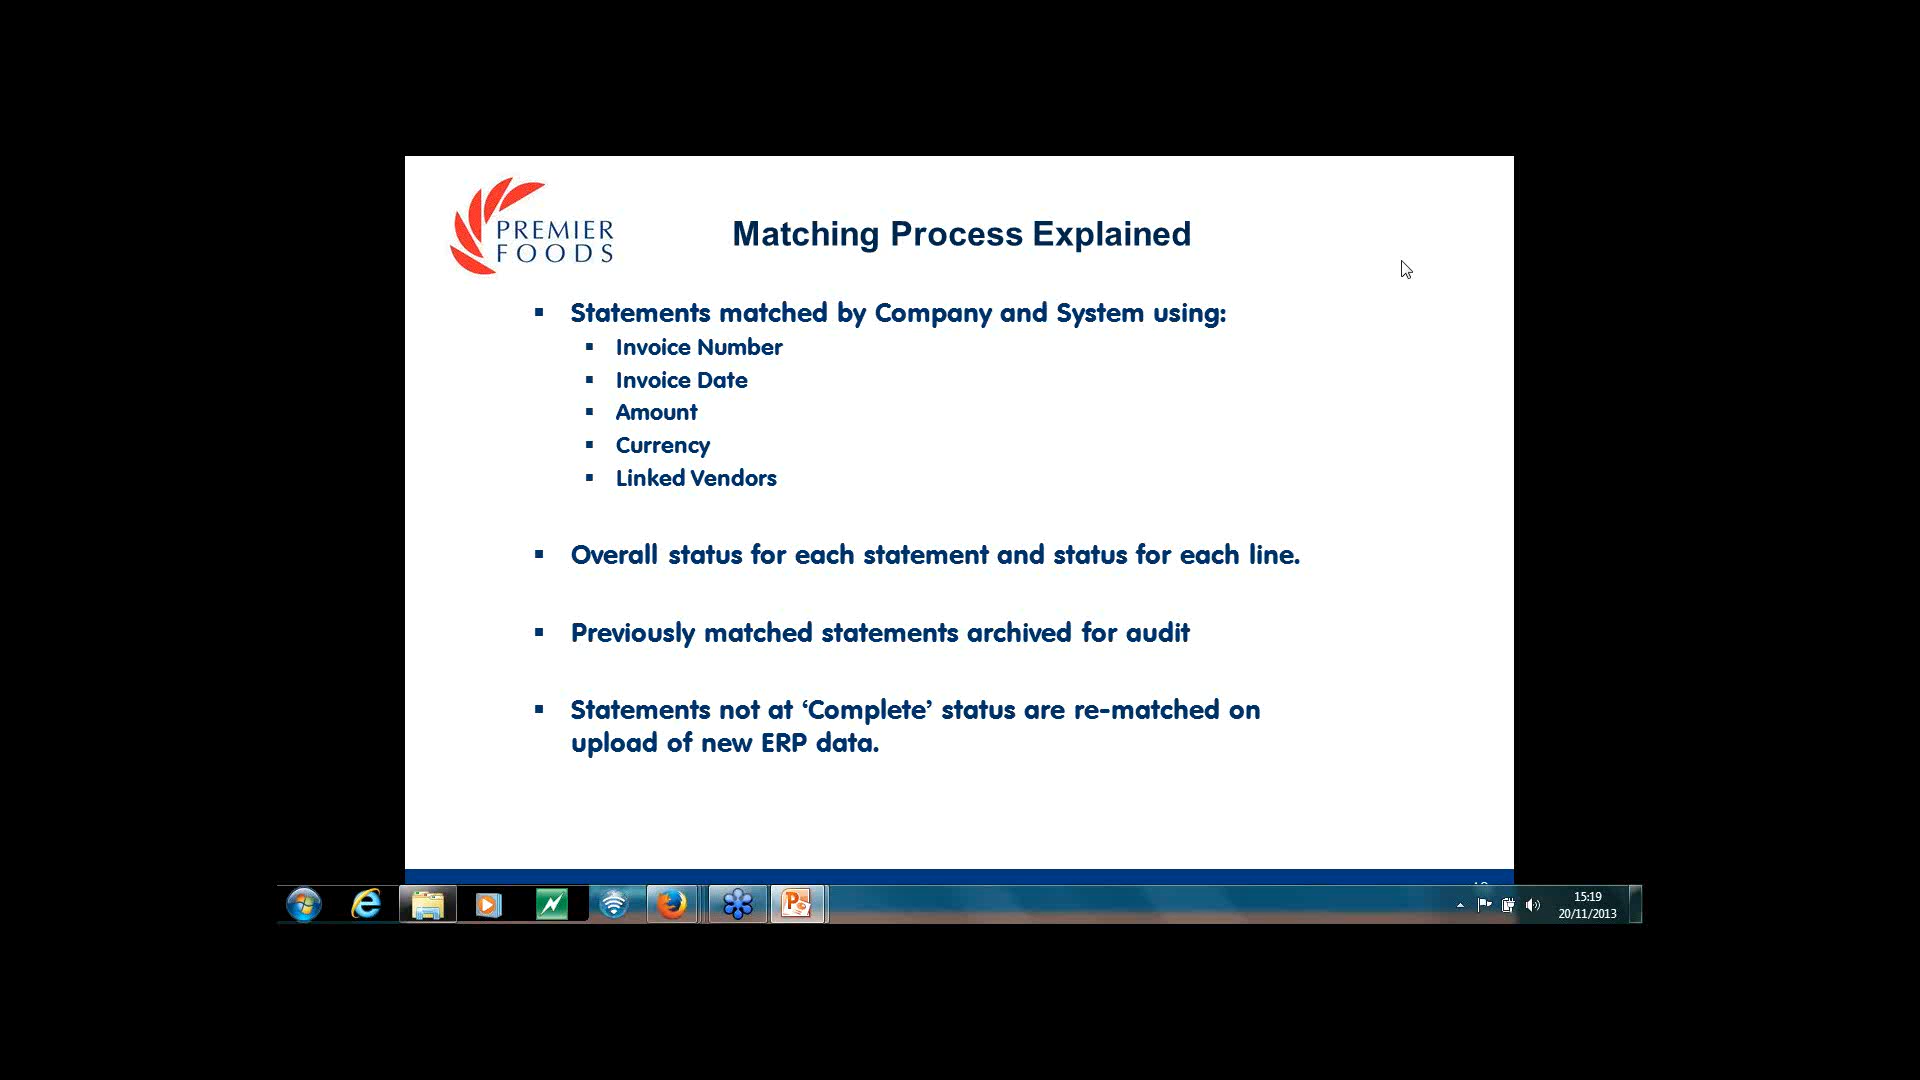 PREMIER
FOODS
Matching Process Explained
▪ Statements matched by Company and System using:
▪ Invoice Number
▪ Invoice Date
▪ Amount
▪ Currency
▪ Linked Vendors
▪ Overall status for each statement and status for each line.
▪ Previously matched statements archived for audit
▪ Statements not at ‘Complete’ status are re-matched on
upload of new ERP data.
15:19
20/11/2013